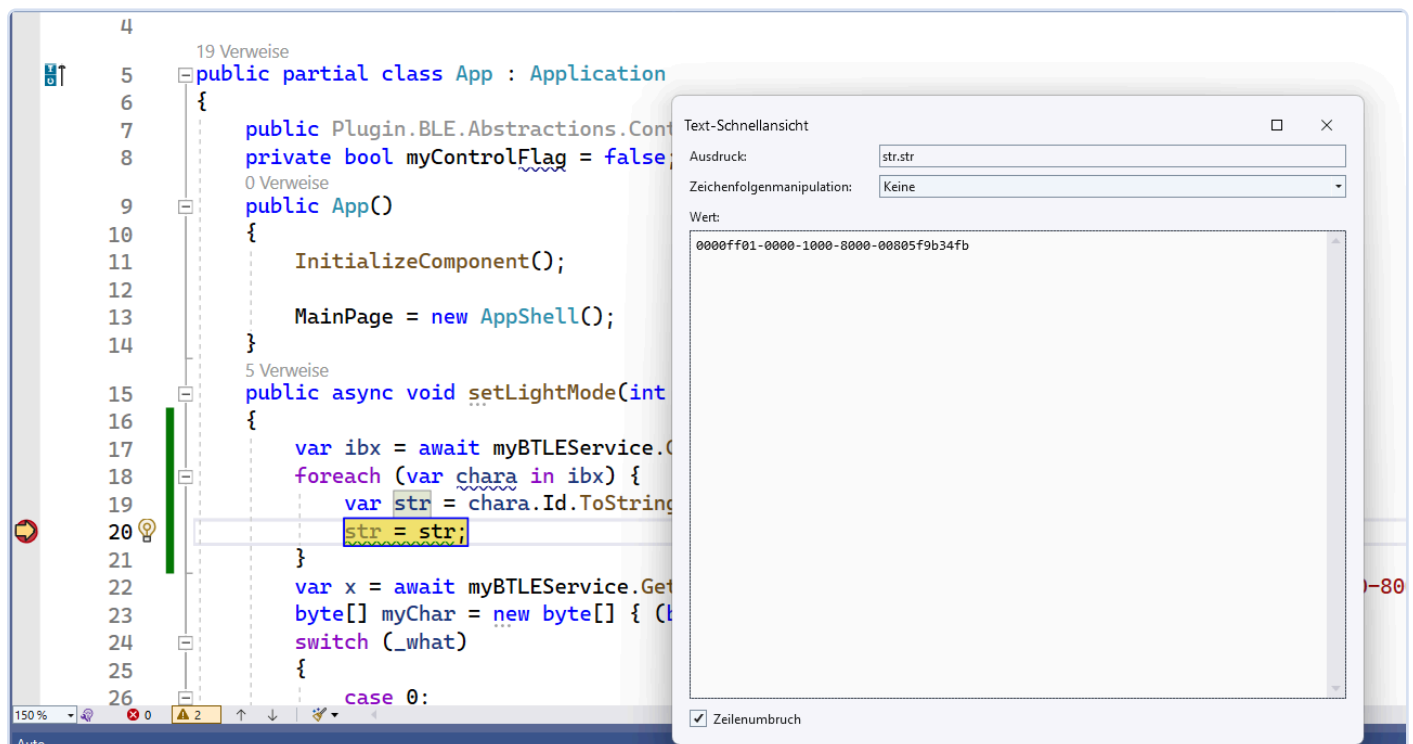 4
19 Verweise
5 public partial class App : Application
6 {
7 public Plugin.BLE.Abstractions.Cont
8 private bool myControlFlag = false;
0 Verweise
9 public App()
10 {
11 InitializeComponent();
12
13 MainPage = new AppShell();
14 }
5 Verweise
15 public async void setLightMode(int
16 {
17 var ibx = await myBTLEService.G
18 foreach (var chara in ibx) {
19 var str = chara.Id.ToString
20 str = str;
21 }
22 var x = await myBTLEService.Get
23 byte[] myChar = new byte[] { (b
24 switch (_what)
25 {
26 case 0:
0-80
150 % 0 2
Auto
Text-Schnellansicht
Ausdruck: str.str
Zeichenfolgenmanipulation: Keine
Wert:
0000ff01-0000-1000-8000-00805f9b34fb
Zeilenumbruch